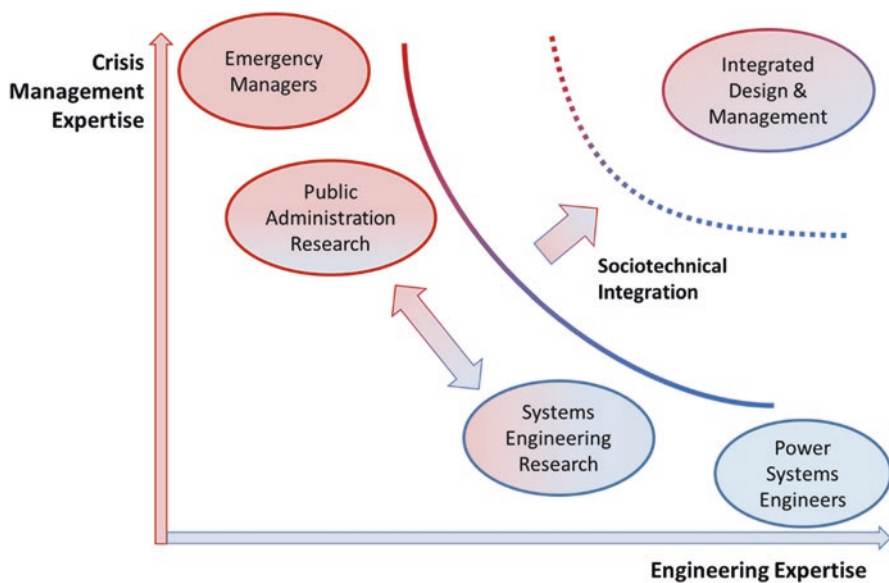 Crisis
Management
Expertise
Emergency
Managers
Integrated
Design &
Management
Public
Administration
Research
Sociotechnical
Integration
Systems
Engineering
Research
Power
Systems
Engineers
Engineering Expertise